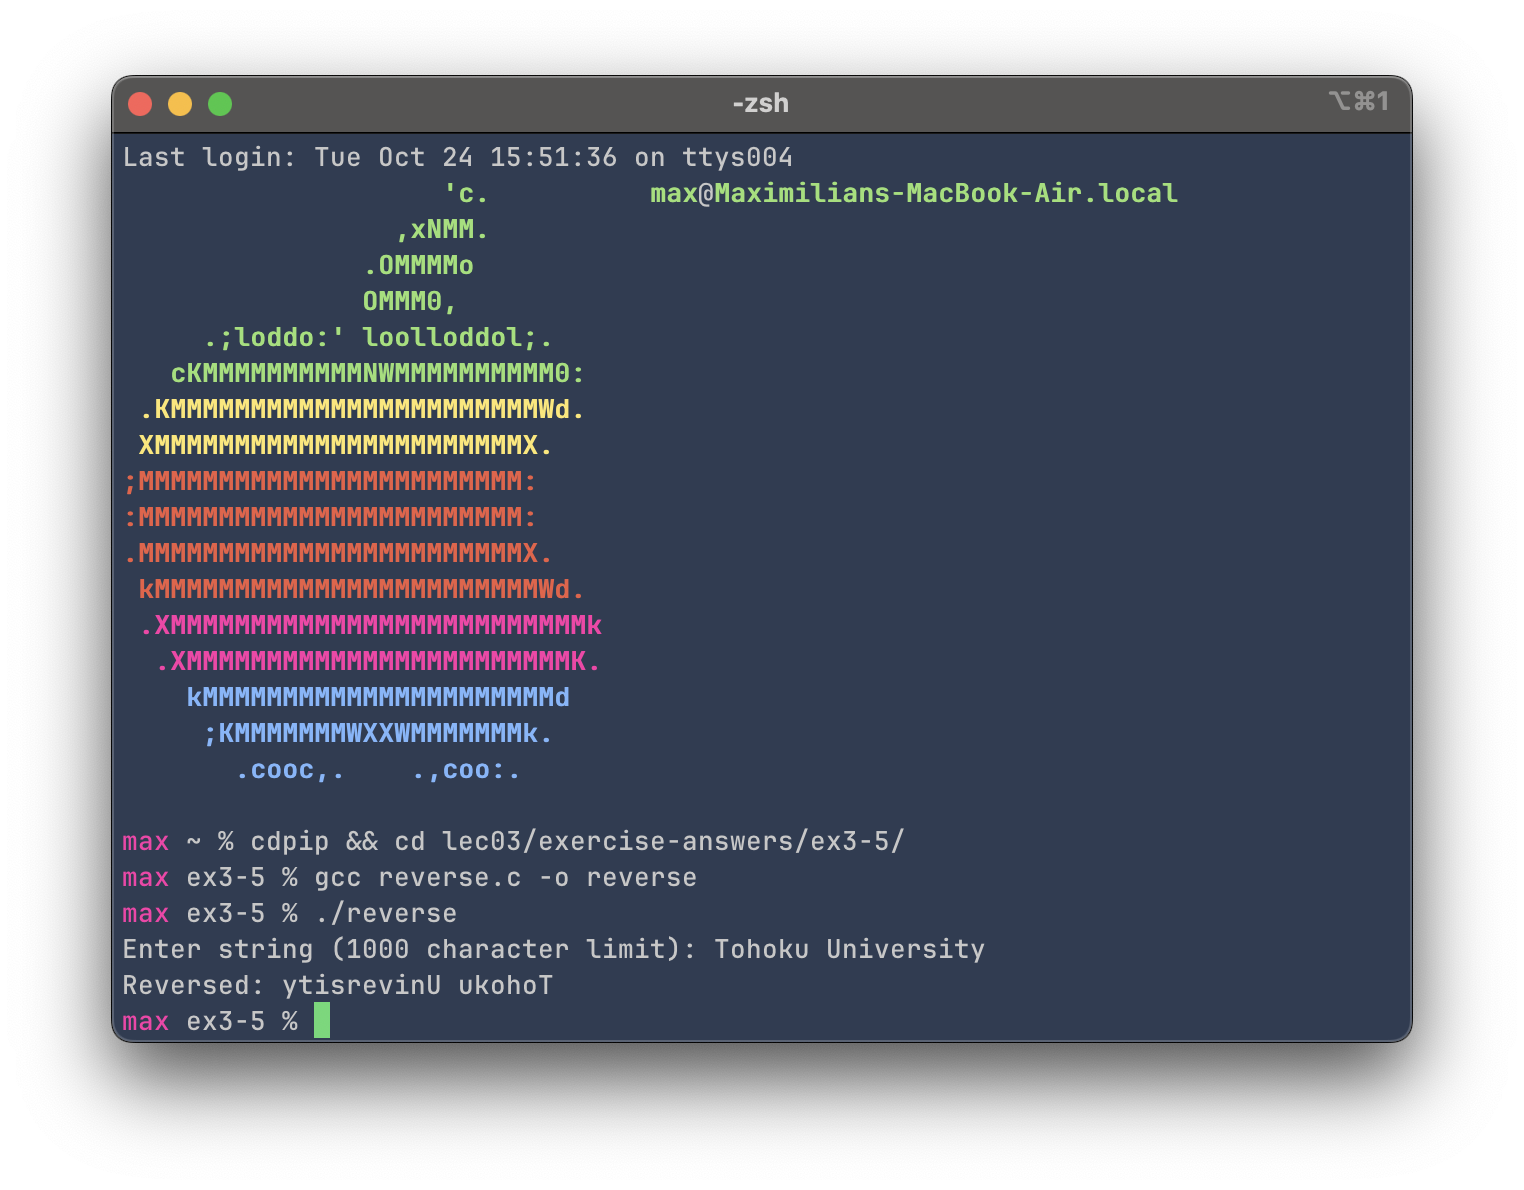 -zsh
⌥⌘1
Last login: Tue Oct 24 15:51:36 on ttys004
                    'c.          max@Maximilians-MacBook-Air.local
                 ,xNMM.
               .OMMMMo
               OMMM0,
     .;loddo:' loolloddol;.
   cKMMMMMMMMMMNWMMMMMMMMMM0:
 .KMMMMMMMMMMMMMMMMMMMMMMMWd.
 XMMMMMMMMMMMMMMMMMMMMMMMX.
;MMMMMMMMMMMMMMMMMMMMMMMM:
:MMMMMMMMMMMMMMMMMMMMMMMM:
.MMMMMMMMMMMMMMMMMMMMMMMMX.
 kMMMMMMMMMMMMMMMMMMMMMMMMWd.
 .XMMMMMMMMMMMMMMMMMMMMMMMMMMk
  .XMMMMMMMMMMMMMMMMMMMMMMMMK.
    kMMMMMMMMMMMMMMMMMMMMMMd
     ;KMMMMMMMWXXWMMMMMMMk.
       .cooc,.    .,coo:.
max ~ % cdpip && cd lec03/exercise-answers/ex3-5/
max ex3-5 % gcc reverse.c -o reverse
max ex3-5 % ./reverse
Enter string (1000 character limit): Tohoku University
Reversed: ytisrevinU ukohoT
max ex3-5 %